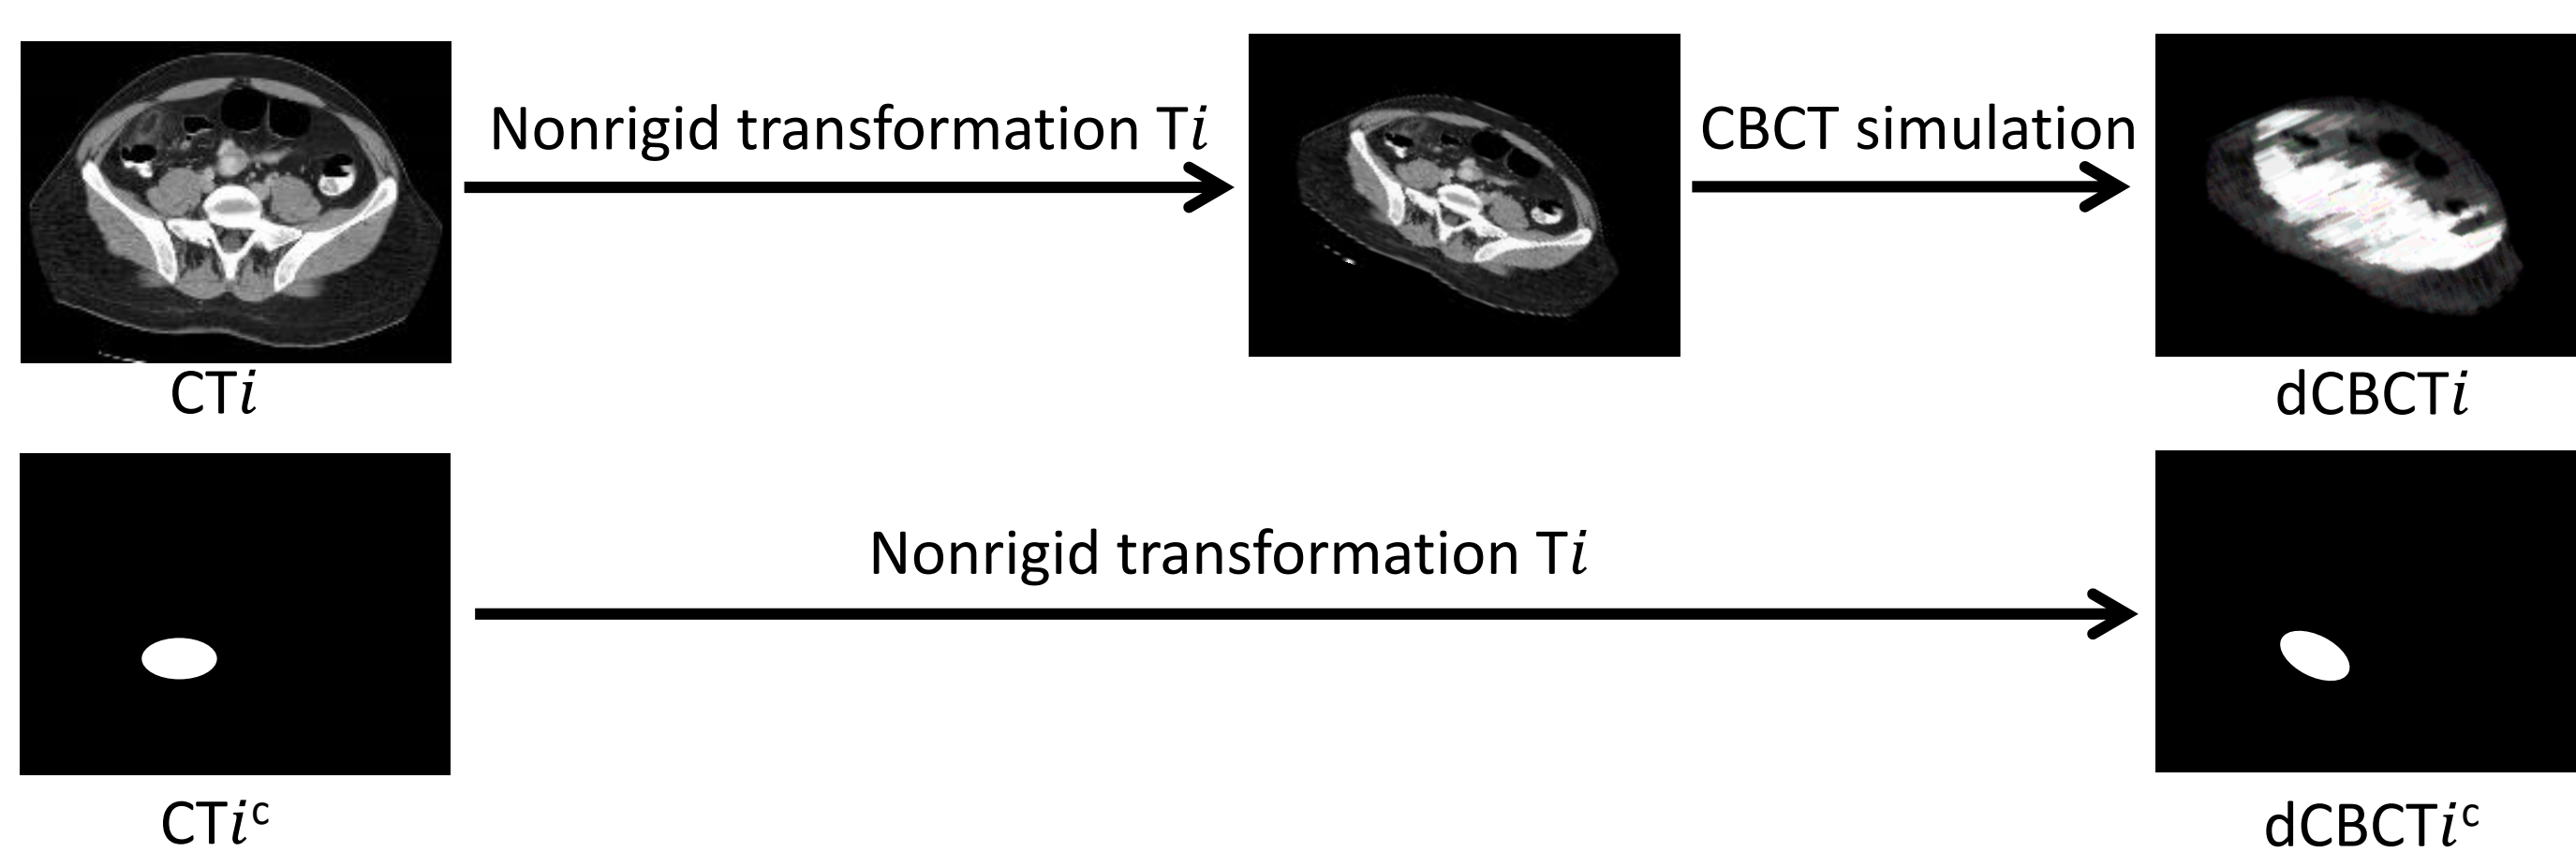 Nonrigid transformation Ti
CBCT simulation
CTi
dCBCTi
Nonrigid transformation Ti
CTiᶜ
dCBCTiᶜ